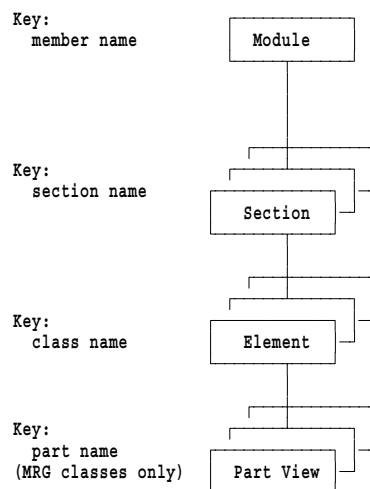 Key:
member name
Module
Key:
section name
Section
Key:
class name
Element
Key:
part name
(MRG classes only)
Part View